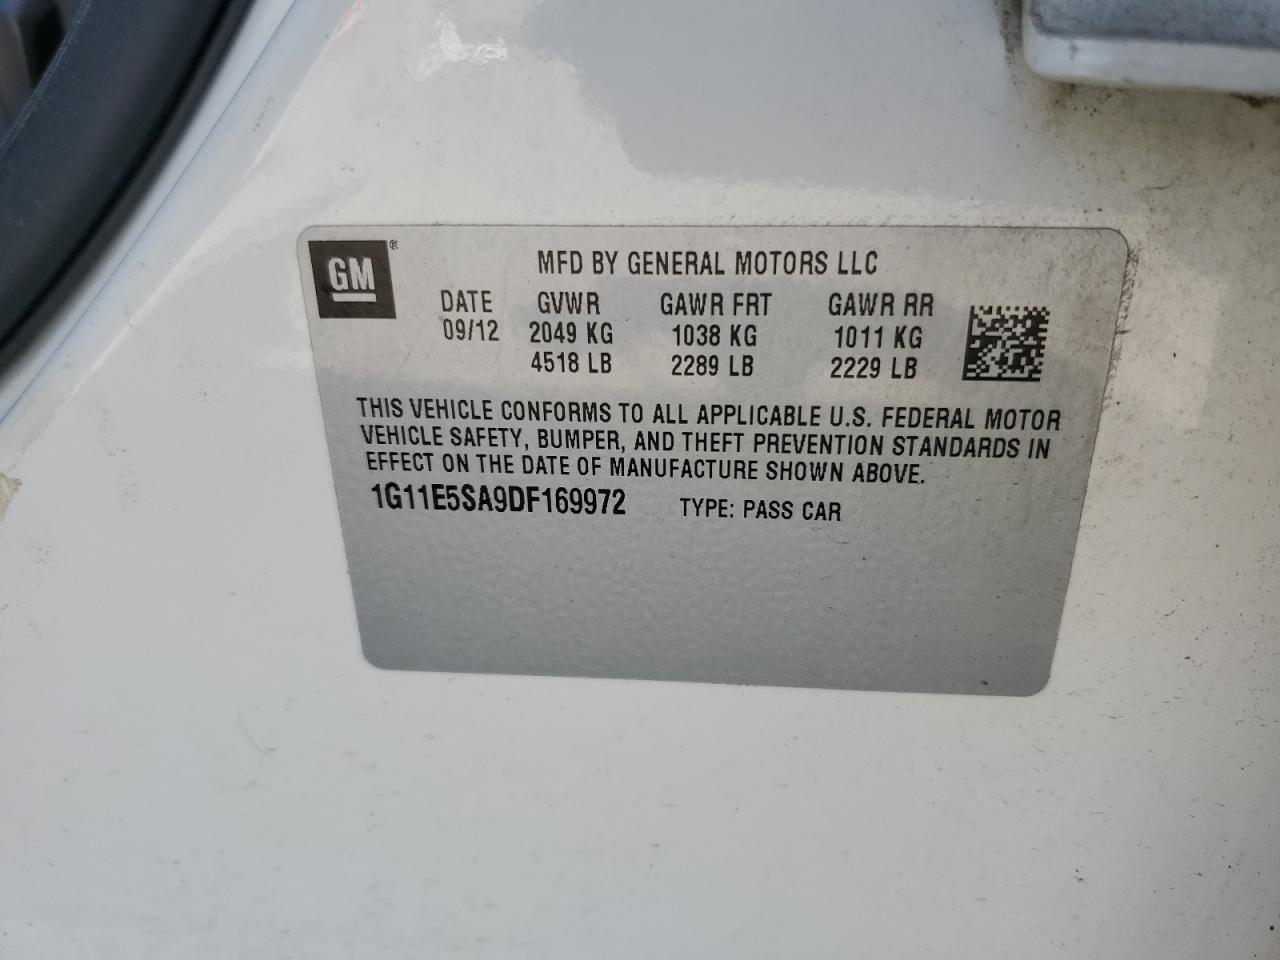 GM ®
MFD BY GENERAL MOTORS LLC
DATE GVWR GAWR FRT GAWR RR
09/12 2049 KG 1038 KG 1011 KG
4518 LB 2289 LB 2229 LB
THIS VEHICLE CONFORMS TO ALL APPLICABLE U.S. FEDERAL MOTOR
VEHICLE SAFETY, BUMPER, AND THEFT PREVENTION STANDARDS IN
EFFECT ON THE DATE OF MANUFACTURE SHOWN ABOVE.
1G11E5SA9DF169972 TYPE: PASS CAR